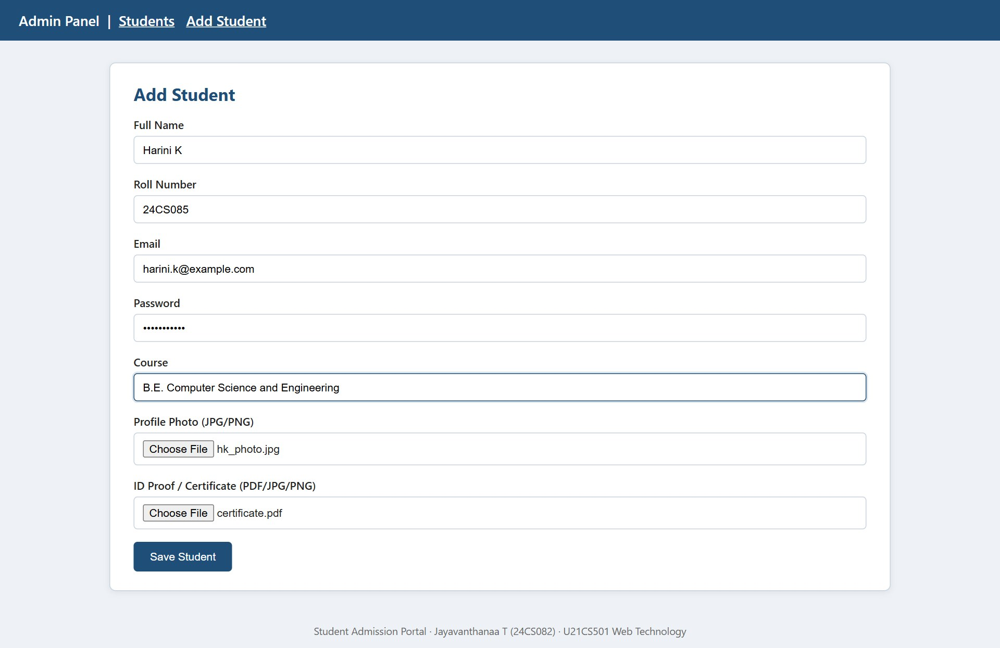 Admin Panel | Students Add Student
Add Student
Full Name
Harini K
Roll Number
24CS085
Email
harini.k@example.com
Password
•••••••••••
Course
B.E. Computer Science and Engineering
Profile Photo (JPG/PNG)
Choose File hk_photo.jpg
ID Proof / Certificate (PDF/JPG/PNG)
Choose File certificate.pdf
Save Student
Student Admission Portal · Jayavanthanaa T (24CS082) · U21CS501 Web Technology